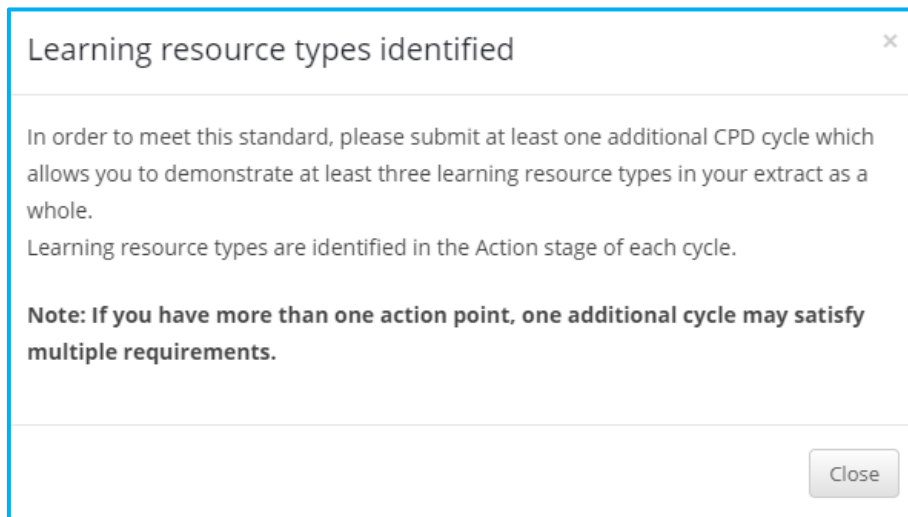 Learning resource types identified
×
In order to meet this standard, please submit at least one additional CPD cycle which
allows you to demonstrate at least three learning resource types in your extract as a
whole.
Learning resource types are identified in the Action stage of each cycle.
Note: If you have more than one action point, one additional cycle may satisfy
multiple requirements.
Close